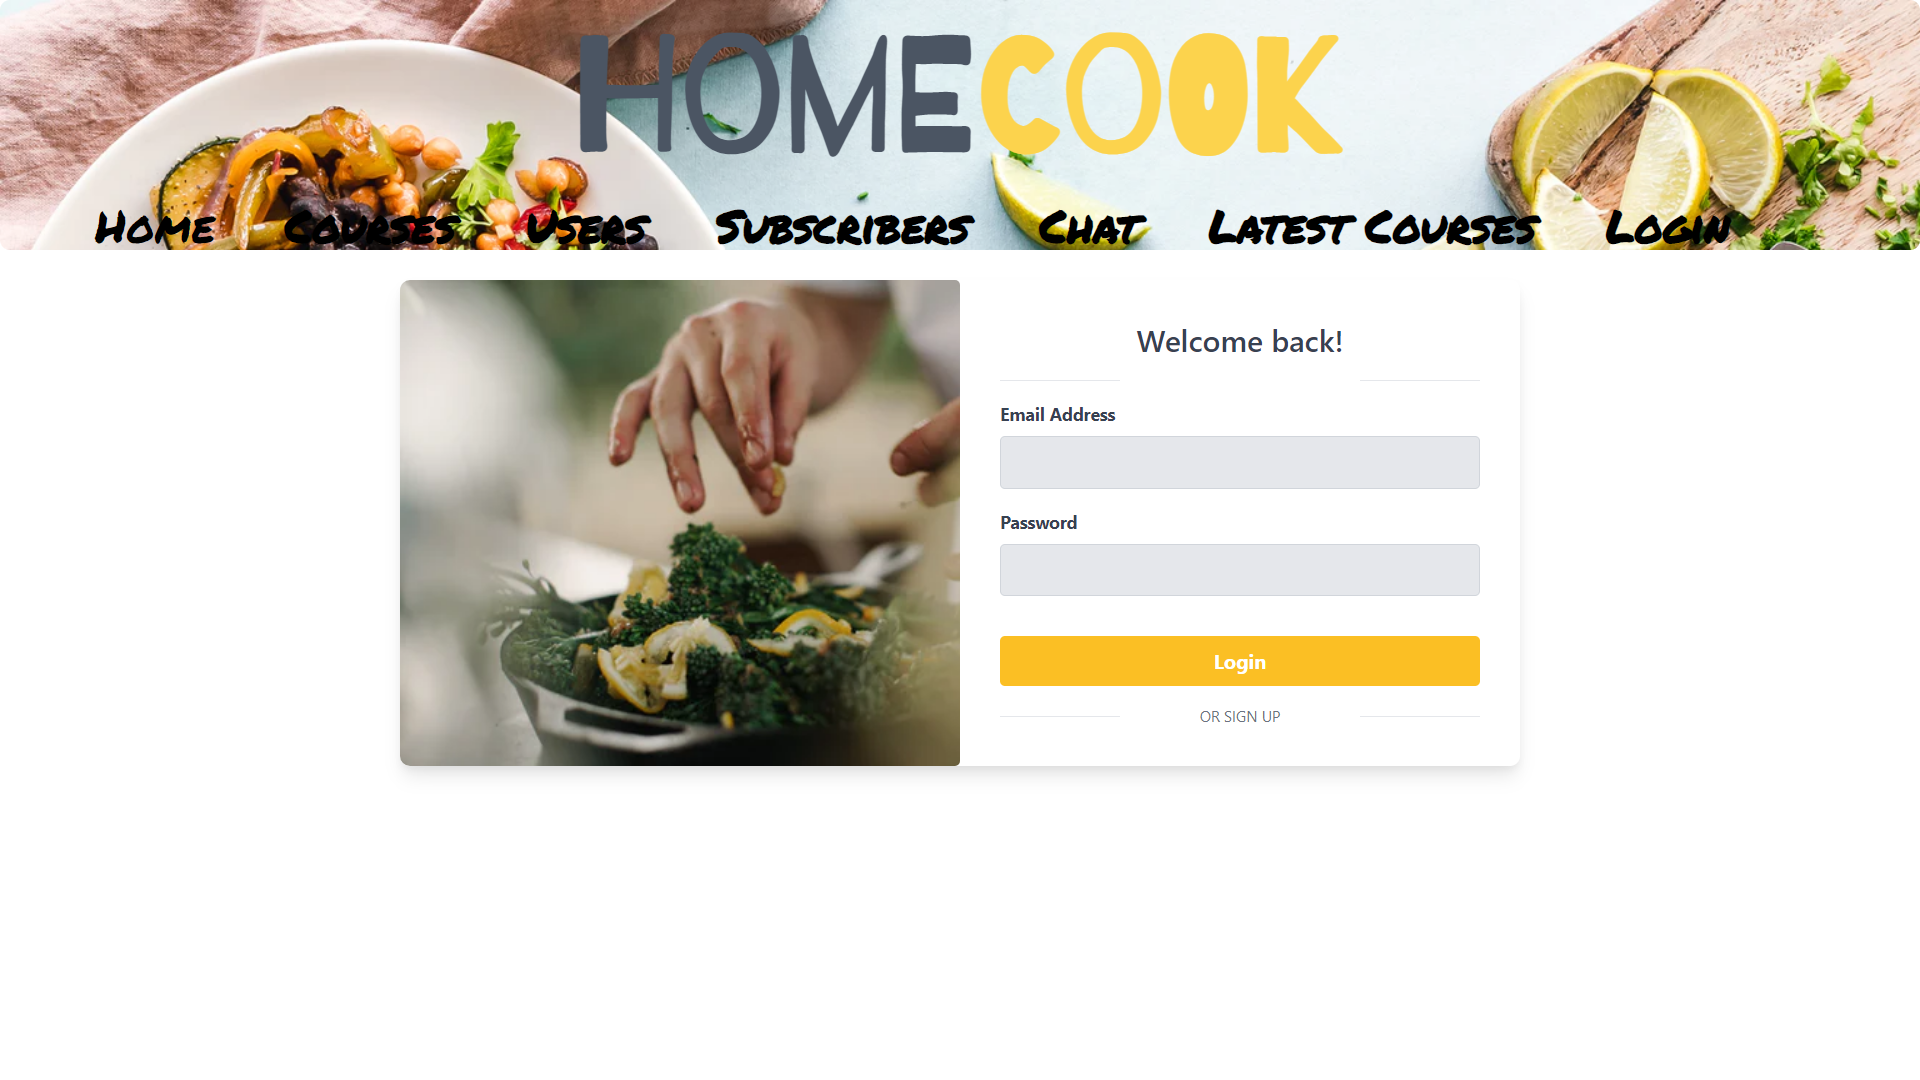 HOMECOOK
Home Courses Users Subscribers Chat Latest Courses Login
Welcome back!
Email Address
Password
Login
OR SIGN UP